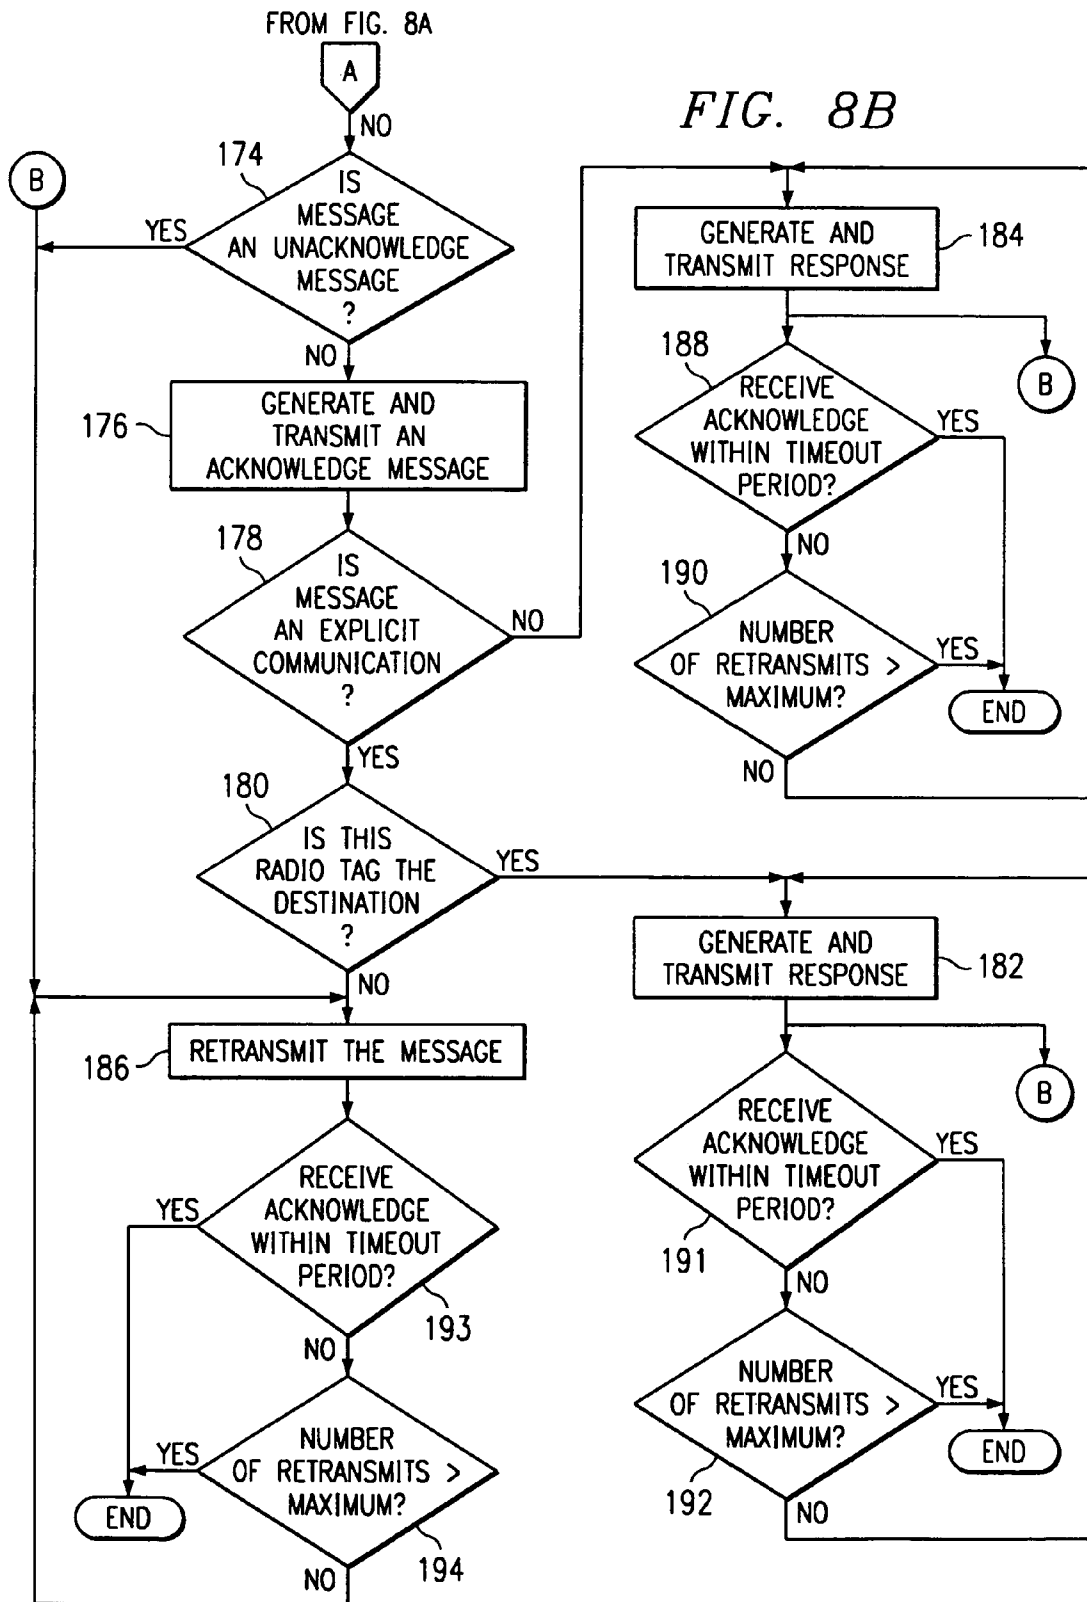 FROM FIG. 8A
A
NO
FIG. 8B
B
174
IS
MESSAGE
AN UNACKNOWLEDGE
MESSAGE
?
YES
NO
176
GENERATE AND
TRANSMIT AN
ACKNOWLEDGE MESSAGE
178
IS
MESSAGE
AN EXPLICIT
COMMUNICATION
?
NO
YES
180
IS THIS
RADIO TAG THE
DESTINATION
?
YES
NO
186
RETRANSMIT THE MESSAGE
RECEIVE
ACKNOWLEDGE
WITHIN TIMEOUT
PERIOD?
YES
193
NO
NUMBER
OF RETRANSMITS >
MAXIMUM?
YES
END
194
NO
GENERATE AND
TRANSMIT RESPONSE
184
B
188
RECEIVE
ACKNOWLEDGE
WITHIN TIMEOUT
PERIOD?
YES
NO
190
NUMBER
OF RETRANSMITS >
MAXIMUM?
YES
END
NO
GENERATE AND
TRANSMIT RESPONSE
182
B
RECEIVE
ACKNOWLEDGE
WITHIN TIMEOUT
PERIOD?
YES
191
NO
NUMBER
OF RETRANSMITS >
MAXIMUM?
YES
END
192
NO